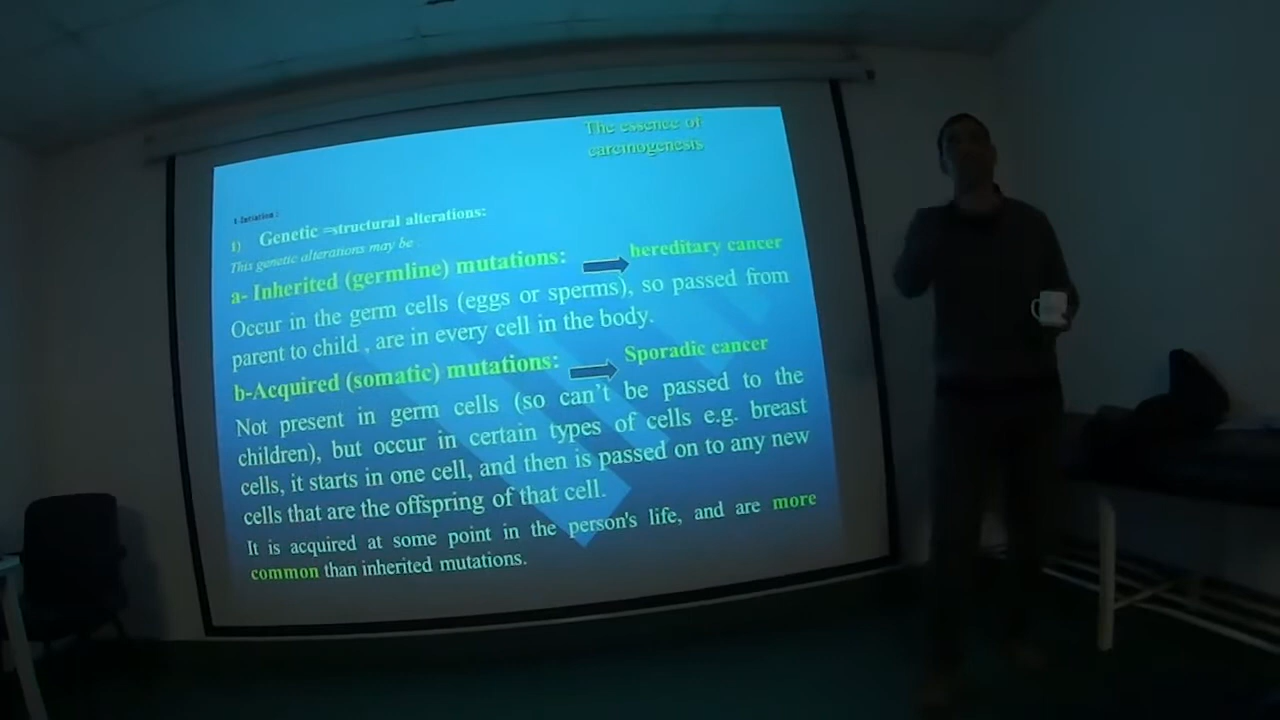 The essence of
carcinogenesis
1-Intiation :
1) Genetic =structural alterations:
This genetic alterations may be :
a- Inherited (germline) mutations: hereditary cancer
Occur in the germ cells (eggs or sperms), so passed from
parent to child , are in every cell in the body.
b-Acquired (somatic) mutations: Sporadic cancer
Not present in germ cells (so can't be passed to the
children), but occur in certain types of cells e.g. breast
cells, it starts in one cell, and then is passed on to any new
cells that are the offspring of that cell.
It is acquired at some point in the person's life, and are more
common than inherited mutations.